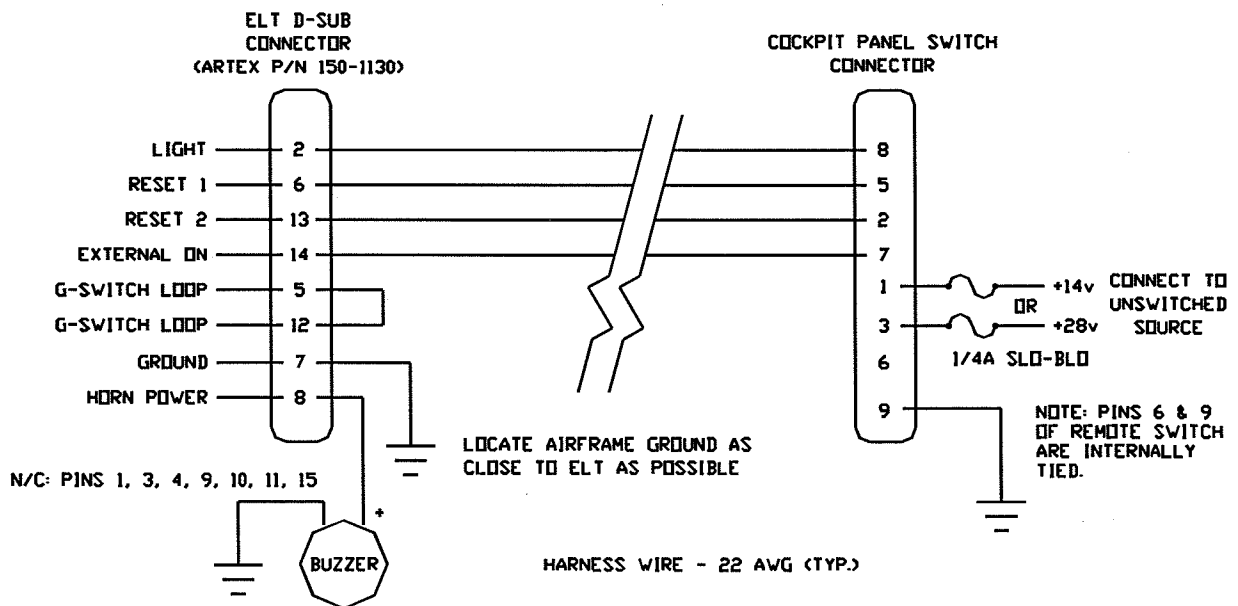 ELT D-SUB
CONNECTOR
(ARTEX P/N 150-1130)
COCKPIT PANEL SWITCH
CONNECTOR
LIGHT 2 8
RESET 1 6 5
RESET 2 13 2
EXTERNAL ON 14 7
G-SWITCH LOOP 5
1 +14v
OR
CONNECT TO
UNSWITCHED
SOURCE
G-SWITCH LOOP 12
3 +28v
1/4A SLO-BLO
GROUND 7
6
HORN POWER 8
9
NOTE: PINS 6 & 9
OF REMOTE SWITCH
ARE INTERNALLY
TIED.
LOCATE AIRFRAME GROUND AS
CLOSE TO ELT AS POSSIBLE
N/C: PINS 1, 3, 4, 9, 10, 11, 15
+
BUZZER
HARNESS WIRE - 22 AWG (TYP.)